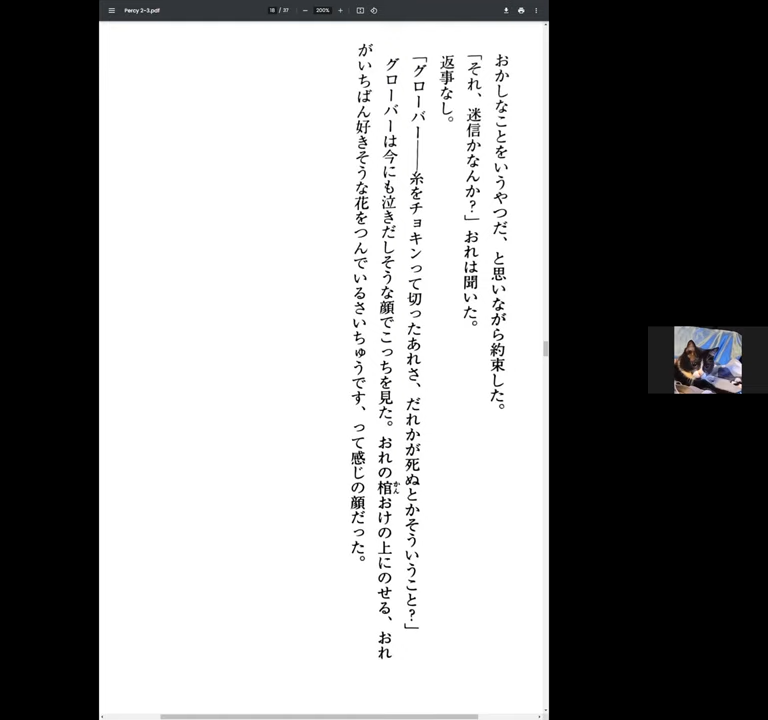 Percy 2-3.pdf
18 / 37
200%
おかしなことをいうやつだ、と思いながら約束した。
「それ、迷信かなんか?」おれは聞いた。
返事なし。
「グローバー――糸をチョキンって切ったあれさ、だれかが死ぬとかそういうこと?」
グローバーは今にも泣きだしそうな顔でこっちを見た。おれの棺おけの上にのせる、おれ
かん
がいちばん好きそうな花をつんでいるさいちゅうです、って感じの顔だった。